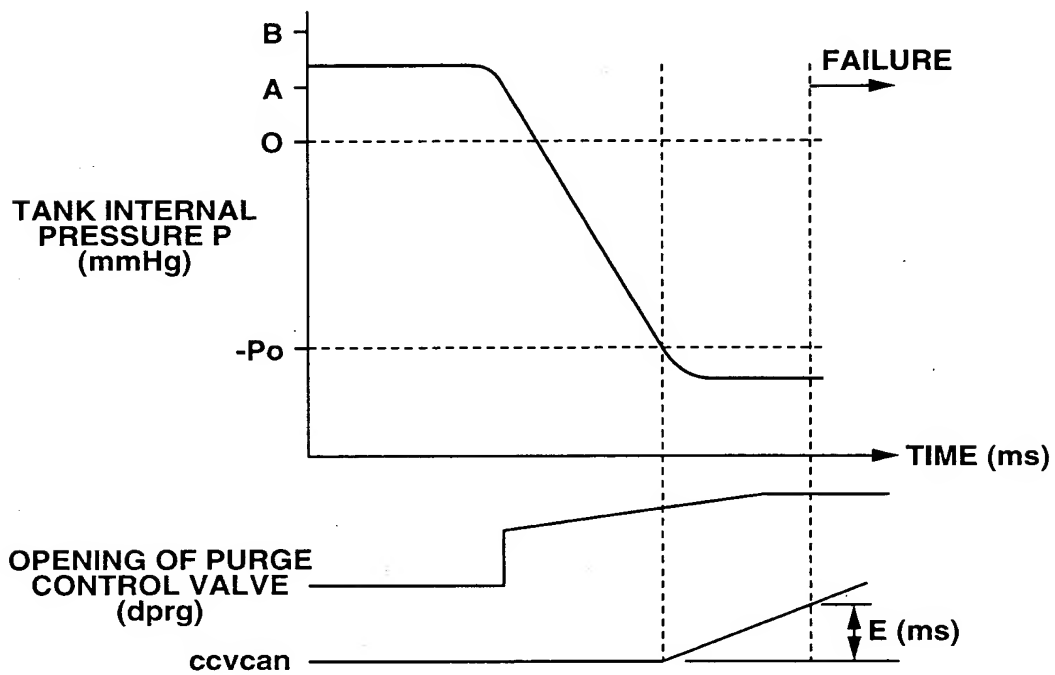 B
FAILURE
A
O
TANK INTERNAL
PRESSURE P
(mmHg)
-Po
TIME (ms)
OPENING OF PURGE
CONTROL VALVE
(dprg)
E (ms)
ccvcan